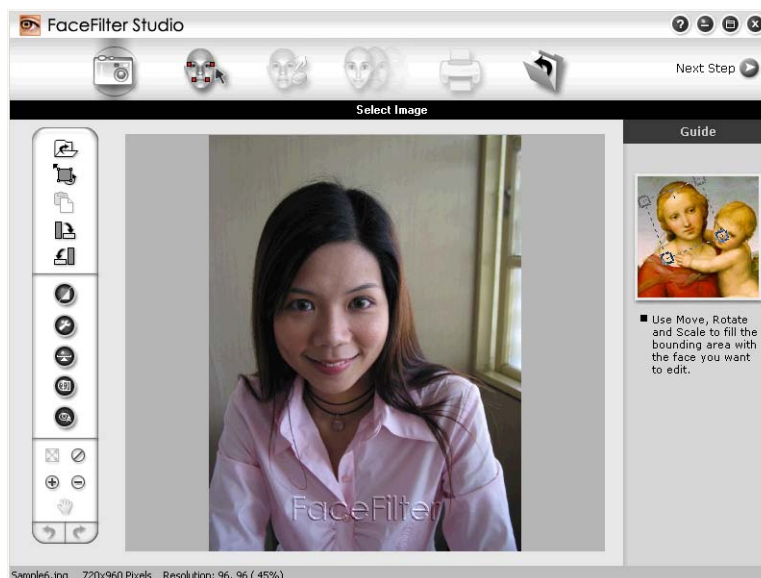 FaceFilter Studio
Next Step
Select Image
Guide
Use Move, Rotate
and Scale to fill the
bounding area with
the face you want
to edit.
FaceFilter
Sample6.jpg 720x960 Pixels Resolution: 96, 96 ( 45%)